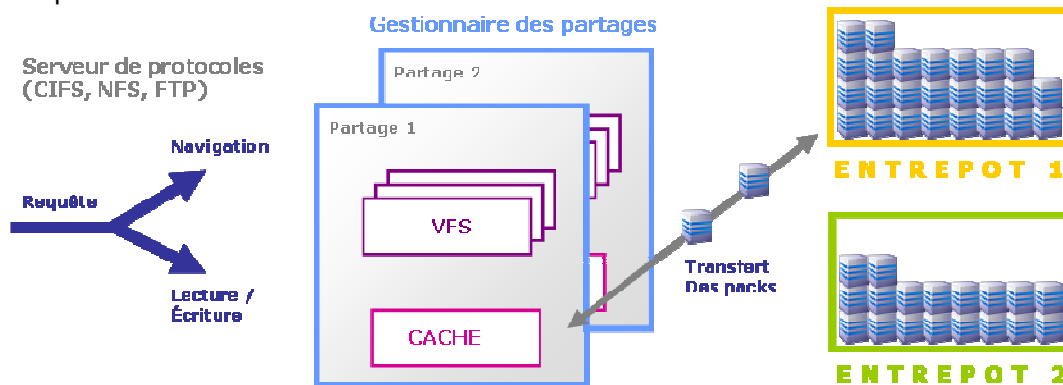 Gestionnaire des partages
Serveur de protocoles
(CIFS, NFS, FTP)
Partage 2
Partage 1
Navigation
Requête
VFS
Lecture /
Écriture
CACHE
Transfert
Des packs
ENTREPOT 1
ENTREPOT 2